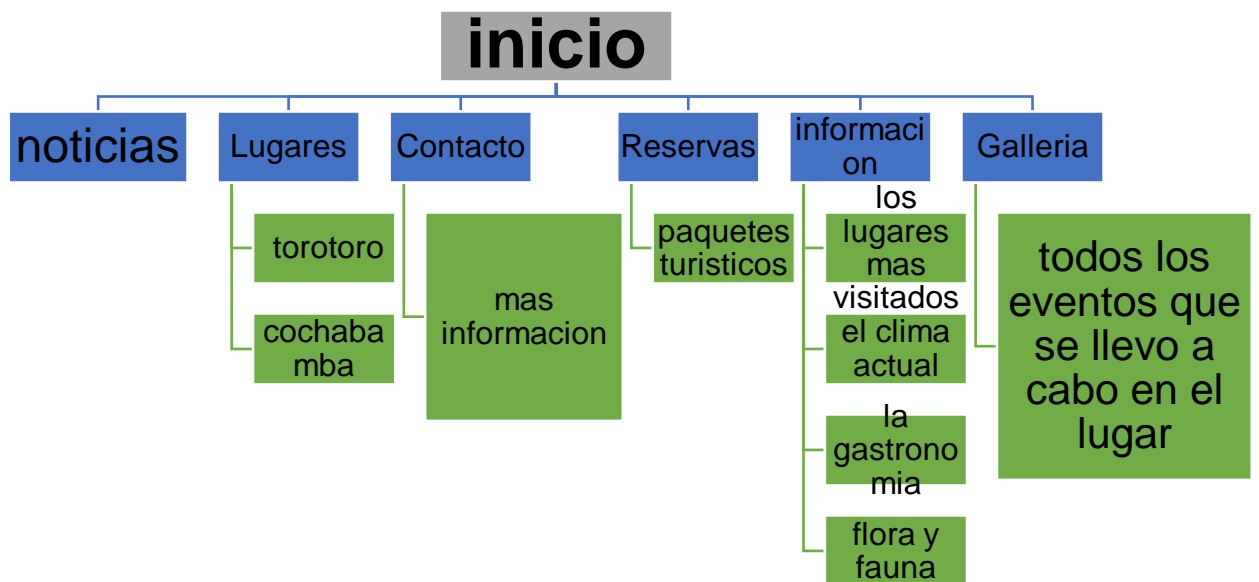 inicio
noticias
Lugares
torotoro
cochaba
mba
Contacto
mas
informacion
Reservas
paquetes
turisticos
informaci
on
los
lugares
mas
visitados
el clima
actual
la
gastrono
mia
flora y
fauna
Galleria
todos los
eventos que
se llevo a
cabo en el
lugar